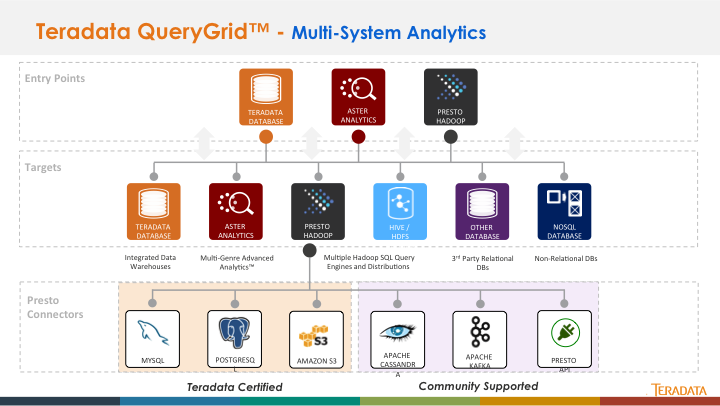 Teradata QueryGrid™ - Multi-System Analytics
Entry Points
TERADATA
DATABASE
ASTER
ANALYTICS
PRESTO
HADOOP
Targets
TERADATA
DATABASE
ASTER
ANALYTICS
PRESTO
HADOOP
HIVE /
HDFS
OTHER
DATABASE
NOSQL
DATABASE
Integrated Data
Warehouses
Multi-Genre Advanced
Analytics™
Multiple Hadoop SQL Query
Engines and Distributions
3rd Party Relational
DBs
Non-Relational DBs
Presto
Connectors
MYSQL
POSTGRESQ
L
S3
AMAZON S3
APACHE
CASSANDR
A
APACHE
KAFKA
PRESTO
API
Teradata Certified
Community Supported
TERADATA